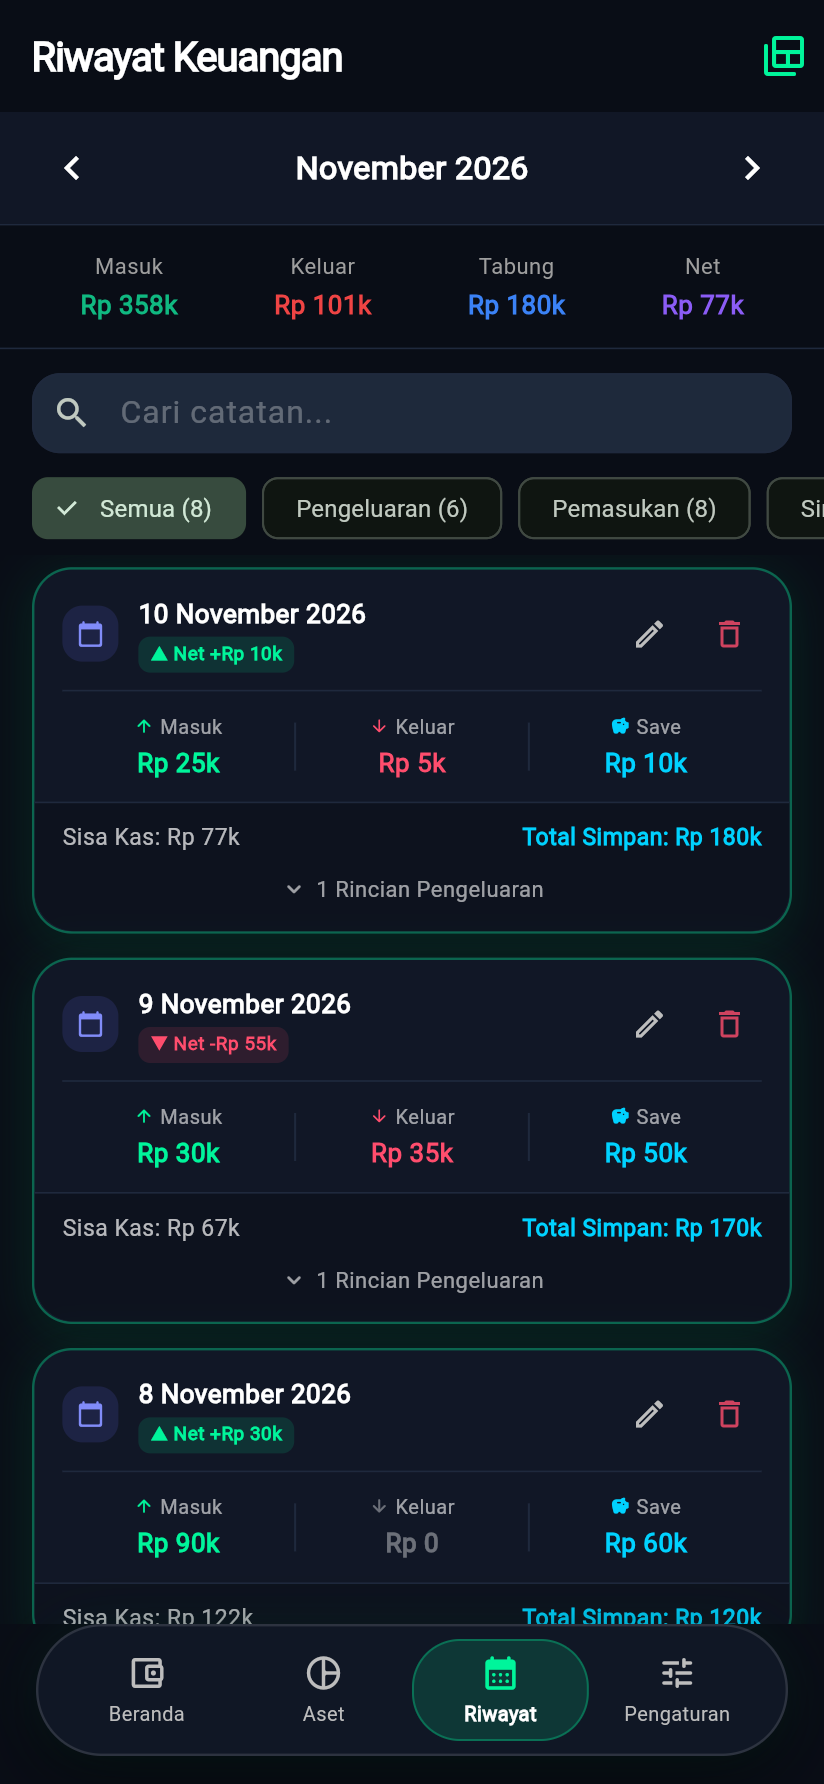 Riwayat Keuangan
November 2026
Masuk Keluar Tabung Net
Rp 358k Rp 101k Rp 180k Rp 77k
Cari catatan...
Semua (8) Pengeluaran (6) Pemasukan (8) Si
10 November 2026
▲ Net +Rp 10k
Masuk Keluar Save
Rp 25k Rp 5k Rp 10k
Sisa Kas: Rp 77k Total Simpan: Rp 180k
1 Rincian Pengeluaran
9 November 2026
▼ Net -Rp 55k
Masuk Keluar Save
Rp 30k Rp 35k Rp 50k
Sisa Kas: Rp 67k Total Simpan: Rp 170k
1 Rincian Pengeluaran
8 November 2026
▲ Net +Rp 30k
Masuk Keluar Save
Rp 90k Rp 0 Rp 60k
Sisa Kas: Rp 122k Total Simpan: Rp 120k
Beranda Aset Riwayat Pengaturan